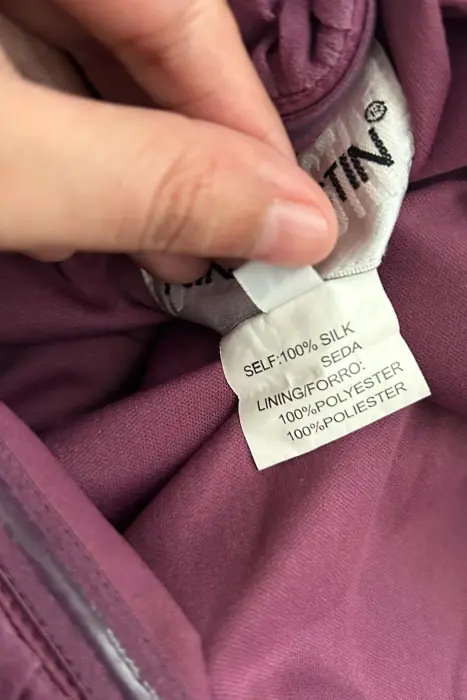 SELF:100% SILK
SEDA
LINING/FORRO:
100%POLYESTER
100%POLIESTER